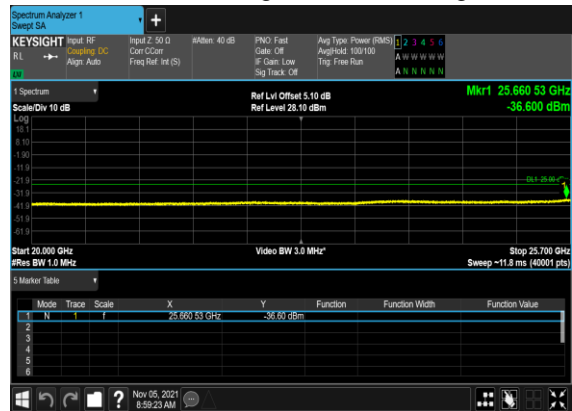 Spectrum Analyzer 1
Swept SA
KEYSIGHT Input: RF Input Z: 50 Ω #Atten: 40 dB PNO: Fast Avg Type: Power (RMS) 1 2 3 4 5 6
RL Coupling: DC Corr CCorr Gate: Off Avg|Hold: 100/100 A W W W W W
Align: Auto Freq Ref: Int (S) IF Gain: Low Trig: Free Run
Sig Track: Off A N N N N N
1 Spectrum
Scale/Div 10 dB
Ref Lvl Offset 5.10 dB
Ref Level 28.10 dBm
Mkr1 25.660 53 GHz
-36.600 dBm
Log
18.1
8.10
-1.90
-11.9
-21.9
DL1 -25.00
-31.9
-41.9
-51.9
-61.9
Start 20.000 GHz Video BW 3.0 MHz* Stop 25.700 GHz
#Res BW 1.0 MHz Sweep ~11.8 ms (40001 pts)
5 Marker Table
Mode Trace Scale X Y Function Function Width Function Value
1 N 1 f 25.660 53 GHz -36.60 dBm
2
3
4
5
6
? Nov 05, 2021
8:59:23 AM